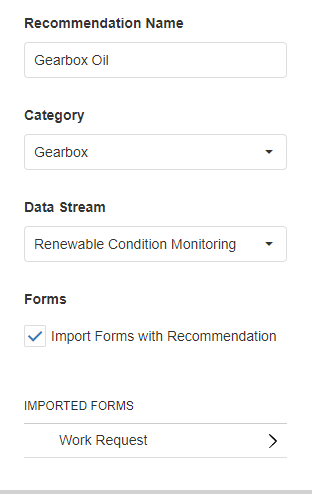 Recommendation Name
Gearbox Oil
Category
Gearbox
Data Stream
Renewable Condition Monitoring
Forms
Import Forms with Recommendation
IMPORTED FORMS
Work Request